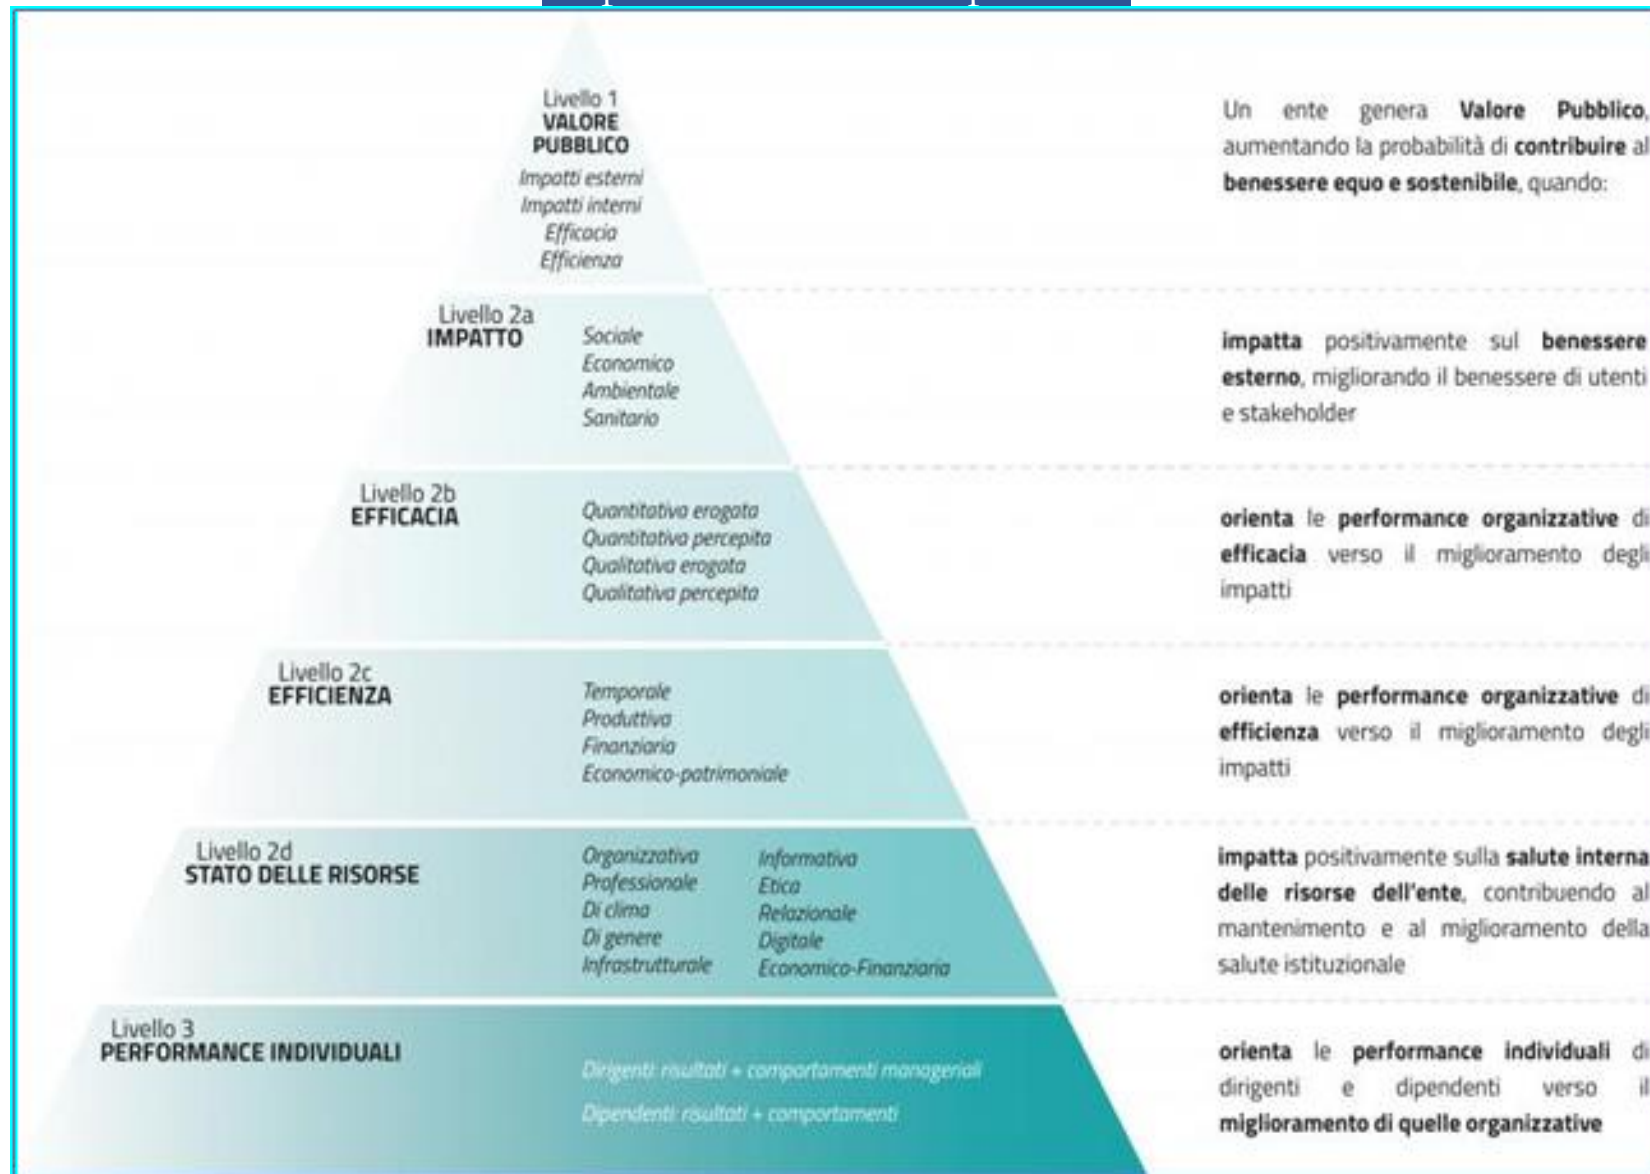 Livello 1
VALORE
PUBBLICO
Impatti esterni
Impatti interni
Efficacia
Efficienza
Un ente genera Valore Pubblico,
aumentando la probabilità di contribuire al
benessere equo e sostenibile, quando:
Livello 2a
IMPATTO
Sociale
Economico
Ambientale
Sanitario
impatta positivamente sul benessere
esterno, migliorando il benessere di utenti
e stakeholder
Livello 2b
EFFICACIA
Quantitativa erogata
Quantitativa percepita
Qualitativa erogata
Qualitativa percepita
orienta le performance organizzative di
efficacia verso il miglioramento degli
impatti
Livello 2c
EFFICIENZA
Temporale
Produttiva
Finanziaria
Economico-patrimoniale
orienta le performance organizzative di
efficienza verso il miglioramento degli
impatti
Livello 2d
STATO DELLE RISORSE
Organizzativa
Professionale
Di clima
Di genere
Infrastrutturale
Informativa
Etica
Relazionale
Digitale
Economico-Finanziaria
impatta positivamente sulla salute interna
delle risorse dell'ente, contribuendo al
mantenimento e al miglioramento della
salute istituzionale
Livello 3
PERFORMANCE INDIVIDUALI
Dirigenti: risultati + comportamenti manageriali
Dipendenti: risultati + comportamenti
orienta le performance individuali di
dirigenti e dipendenti verso il
miglioramento di quelle organizzative